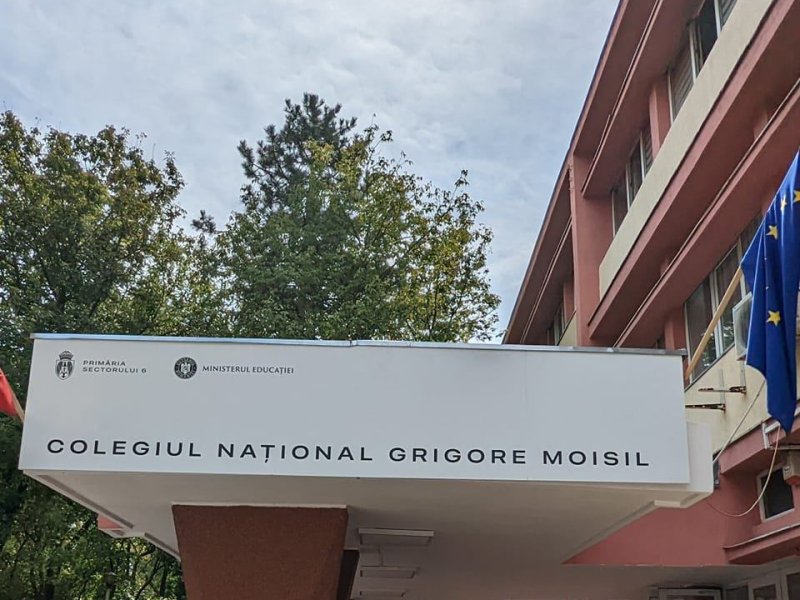 PRIMĂRIA
SECTORULUI 6
MINISTERUL EDUCAȚIEI
COLEGIUL NAȚIONAL GRIGORE MOISIL